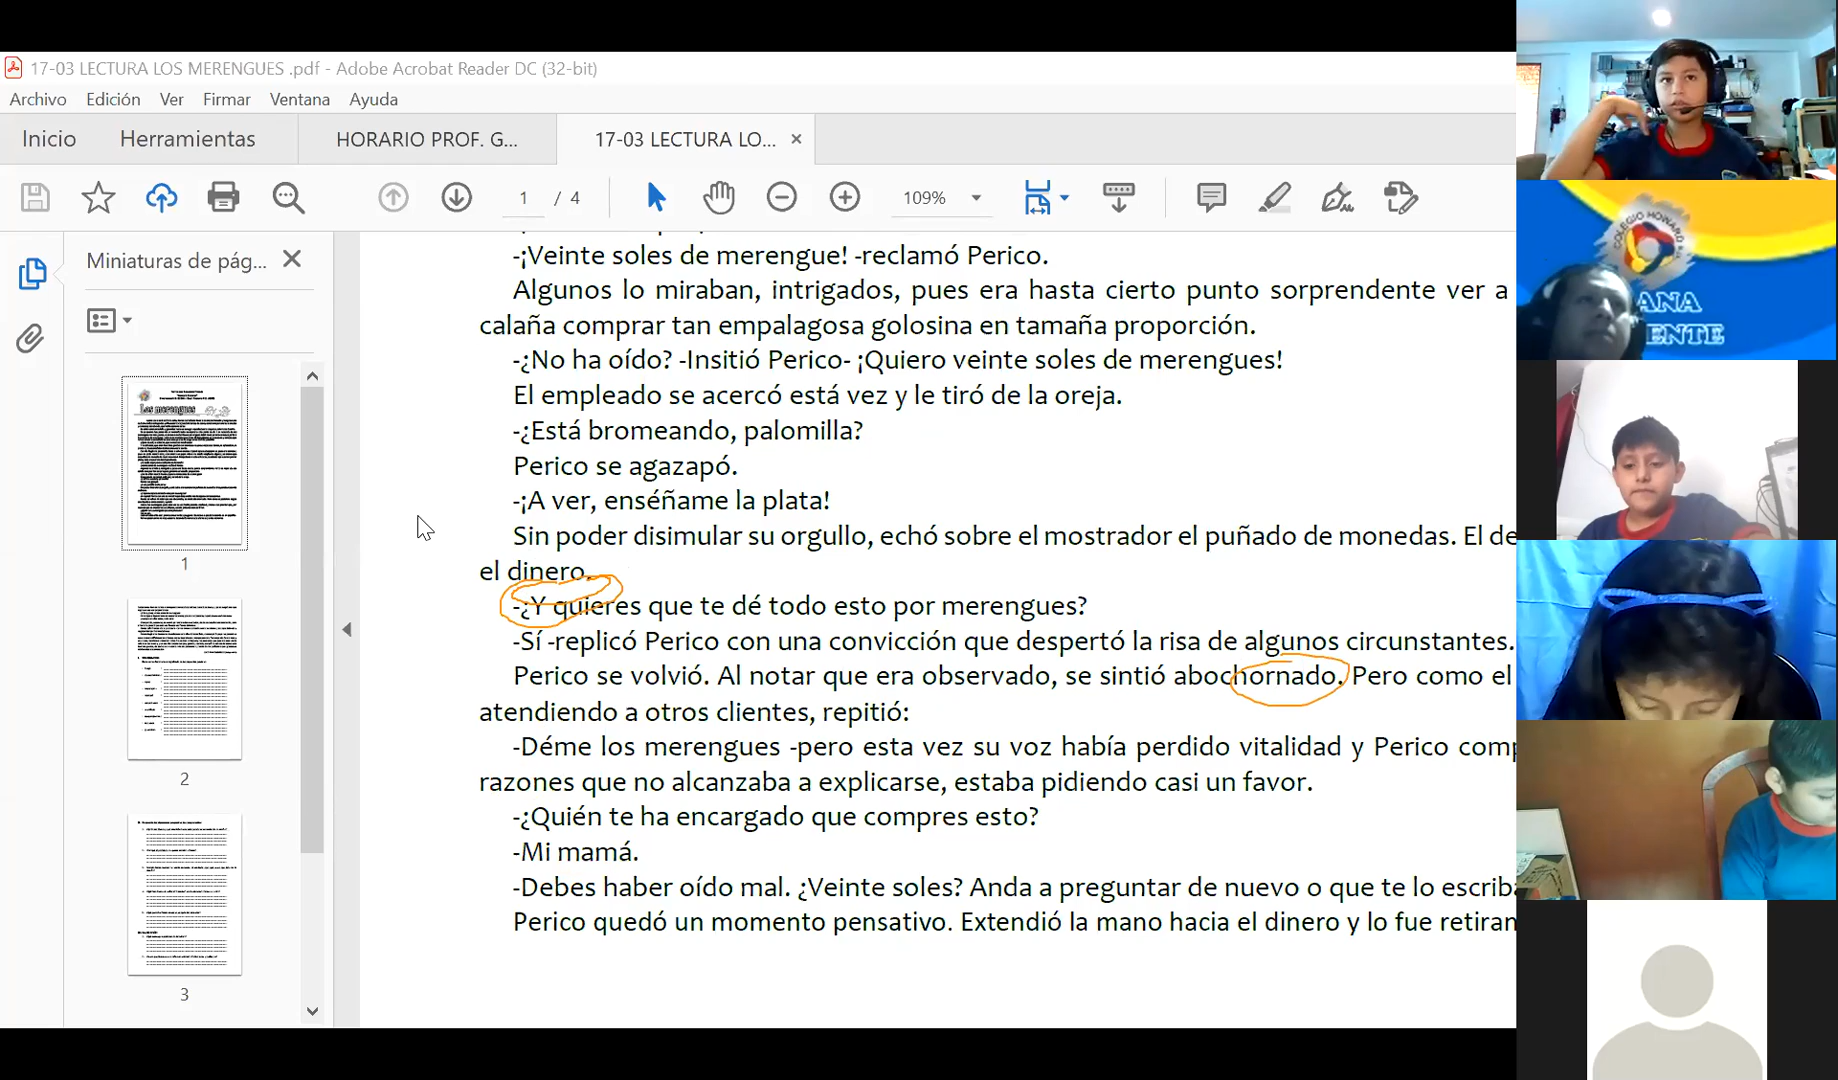 17-03 LECTURA LOS MERENGUES .pdf - Adobe Acrobat Reader DC (32-bit)
Archivo Edición Ver Firmar Ventana Ayuda
Inicio Herramientas HORARIO PROF. G... 17-03 LECTURA LO...
1 / 4 109%
Miniaturas de pág...
-¡Veinte soles de merengue! -reclamó Perico.
Algunos lo miraban, intrigados, pues era hasta cierto punto sorprendente ver a
calaña comprar tan empalagosa golosina en tamaña proporción.
-¿No ha oído? -Insitió Perico- ¡Quiero veinte soles de merengues!
El empleado se acercó está vez y le tiró de la oreja.
-¿Está bromeando, palomilla?
Perico se agazapó.
-¡A ver, enséñame la plata!
Sin poder disimular su orgullo, echó sobre el mostrador el puñado de monedas. El de
el dinero.
-¿Y quieres que te dé todo esto por merengues?
-Sí -replicó Perico con una convicción que despertó la risa de algunos circunstantes.
Perico se volvió. Al notar que era observado, se sintió abochornado. Pero como el
atendiendo a otros clientes, repitió:
-Déme los merengues -pero esta vez su voz había perdido vitalidad y Perico comp
razones que no alcanzaba a explicarse, estaba pidiendo casi un favor.
-¿Quién te ha encargado que compres esto?
-Mi mamá.
-Debes haber oído mal. ¿Veinte soles? Anda a preguntar de nuevo o que te lo escriba
Perico quedó un momento pensativo. Extendió la mano hacia el dinero y lo fue retiran
Los merengues
1
2
3
COLEGIO HOWARD
ANA
ENTE